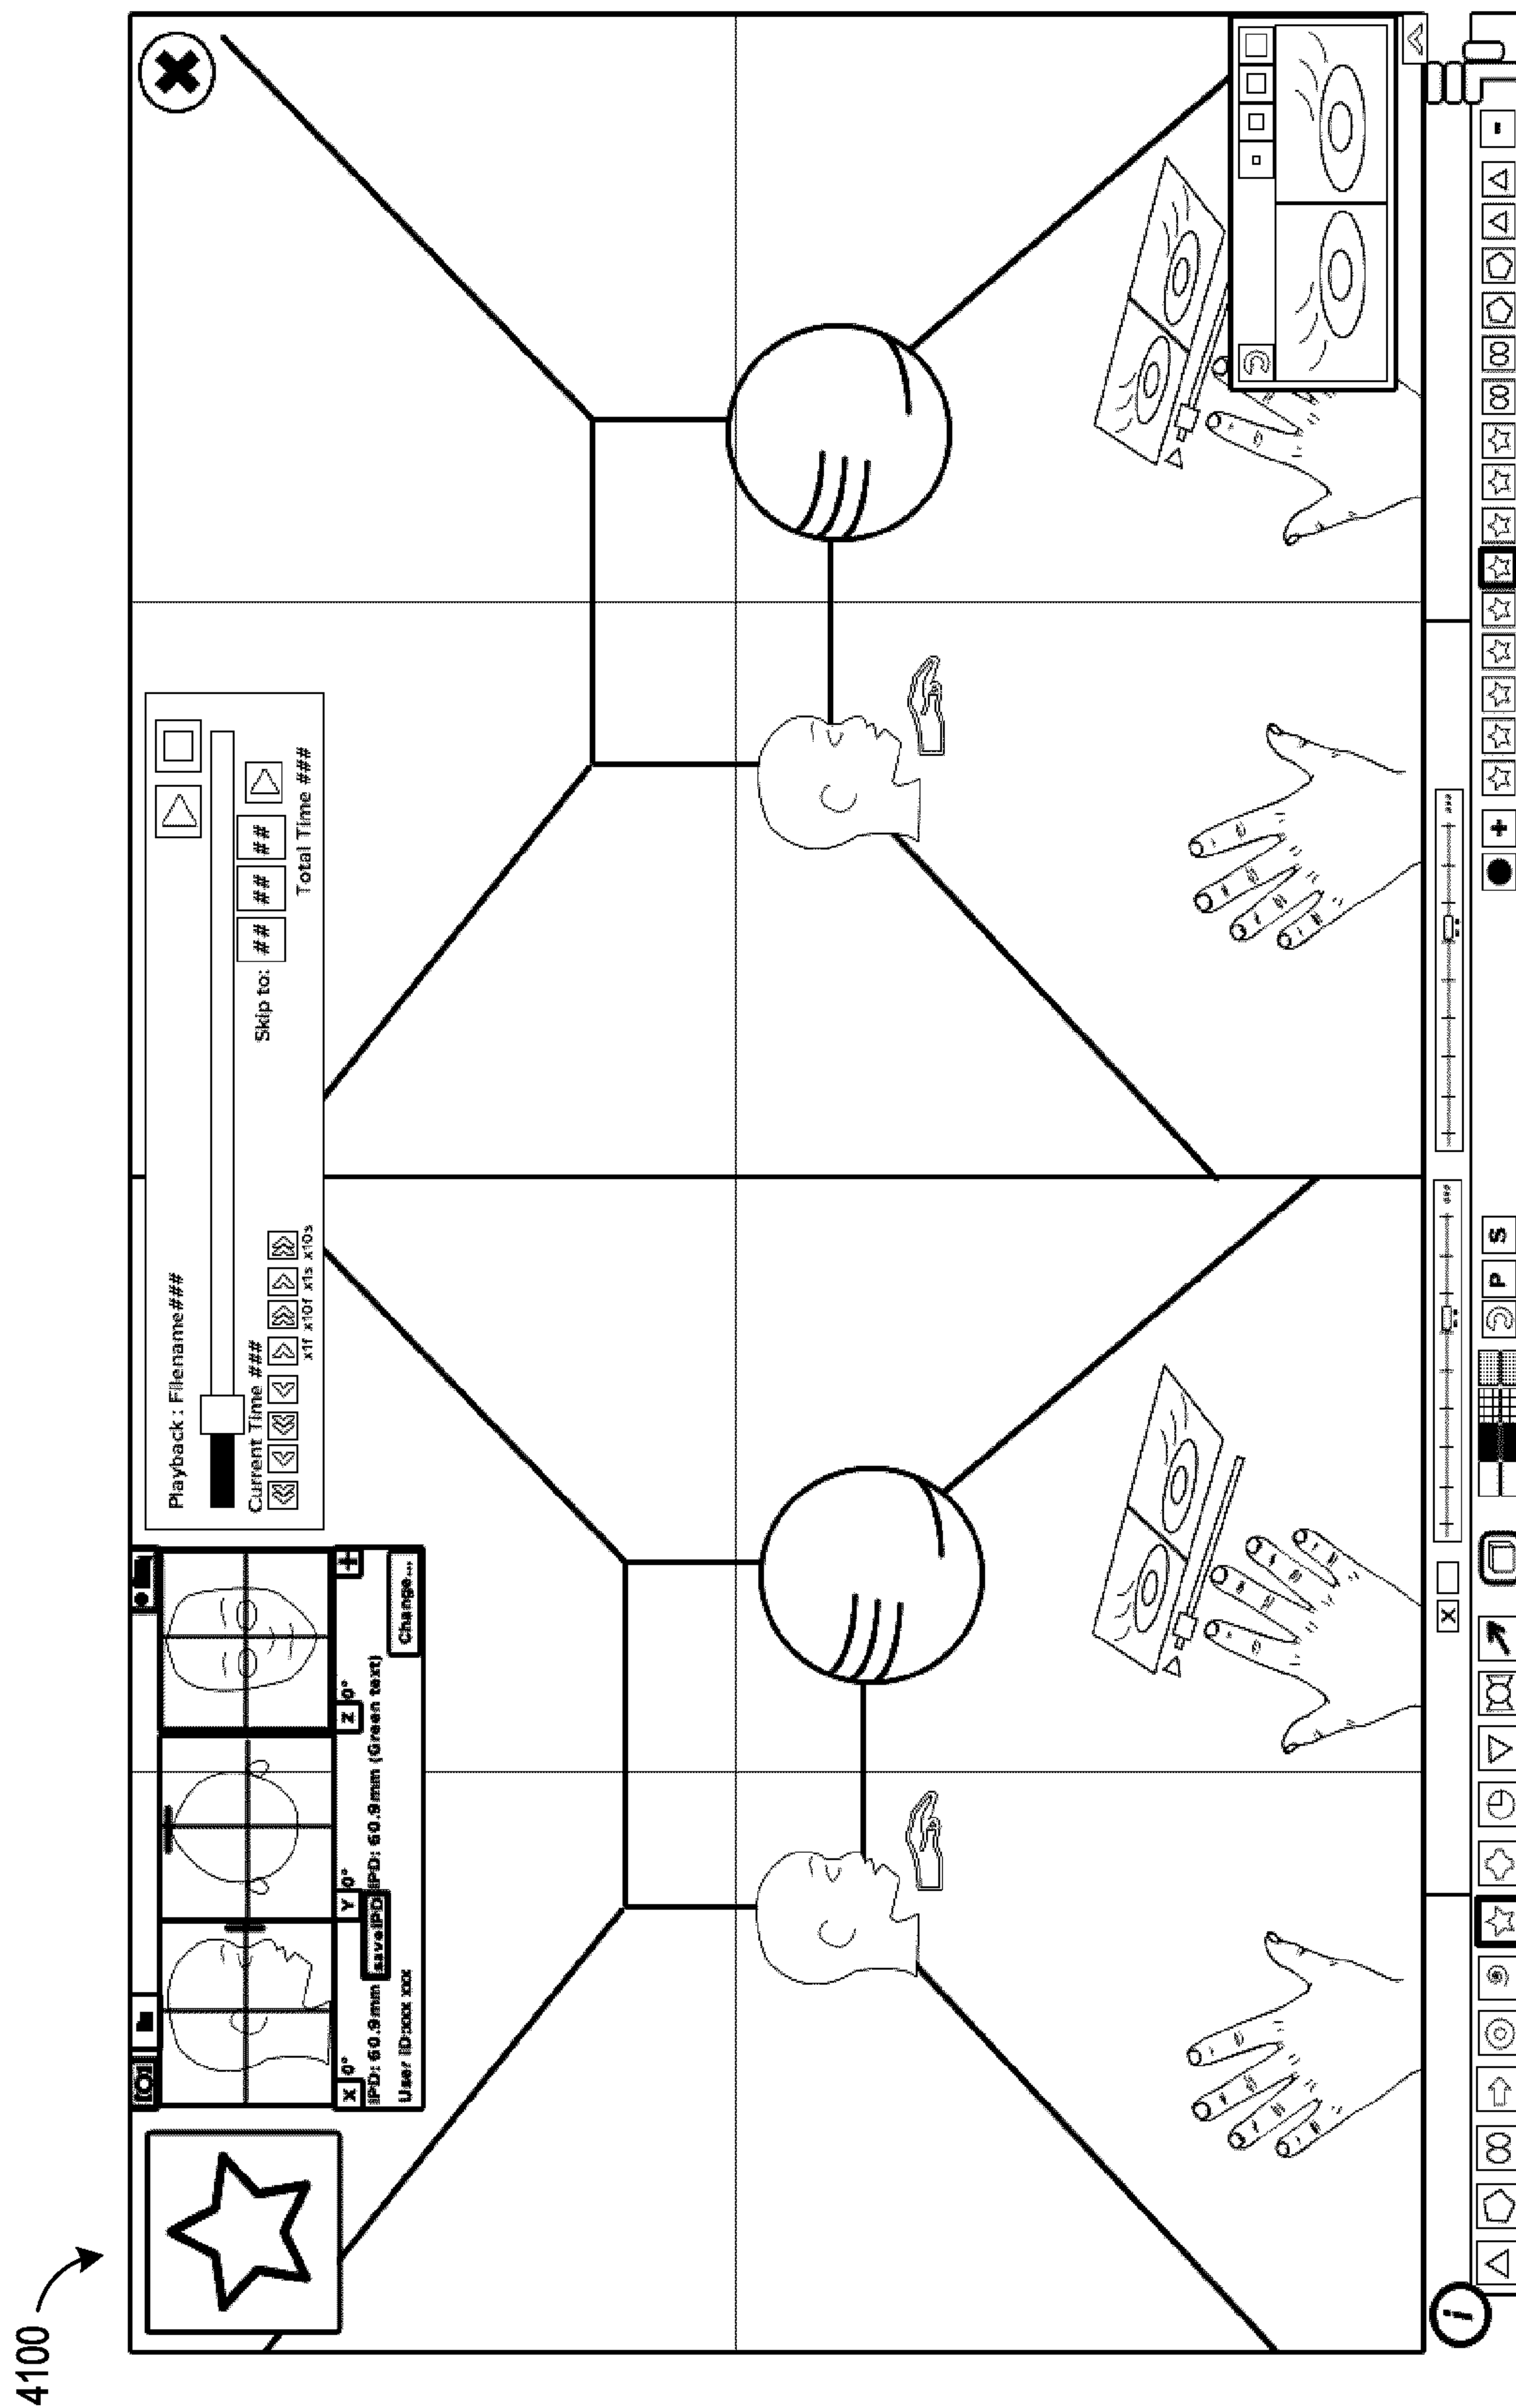 4100
Playback : Filename###
Current Time ###
x1f x10f x1s x10s
Skip to: ## ## ##
Total Time ###
X 0° Y 0° Z 0°
IPD: 60.9mm saveIPD IPD: 60.9mm (Green text)
User ID:xxx xxx Change...
X
###
###
i
P S